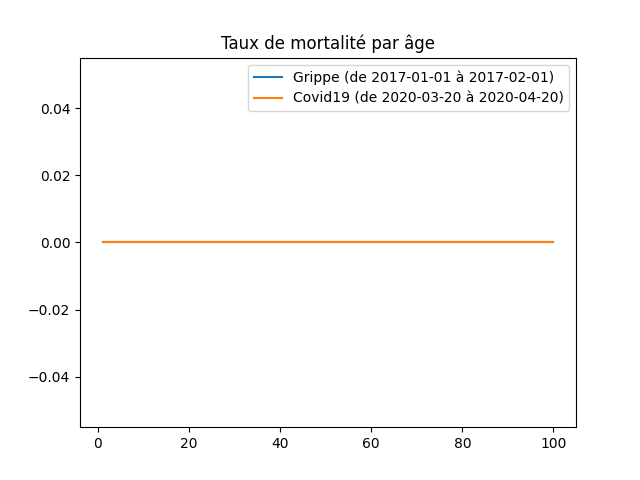 Taux de mortalité par âge
Grippe (de 2017-01-01 à 2017-02-01)
Covid19 (de 2020-03-20 à 2020-04-20)
0.04
0.02
0.00
−0.02
−0.04
0 20 40 60 80 100